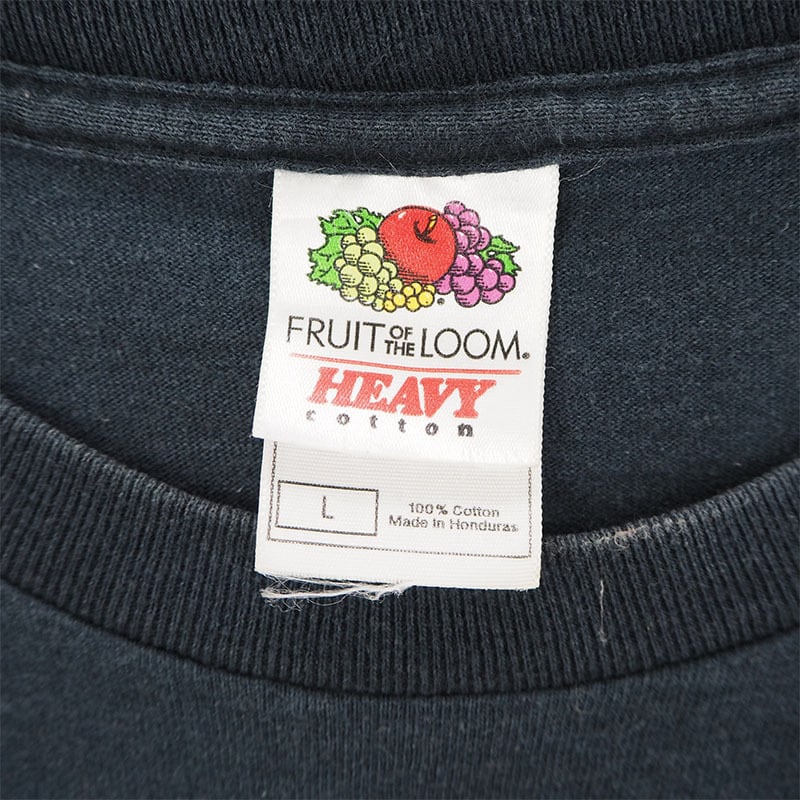 FRUIT OF THE LOOM®
HEAVY
cotton
L
100% Cotton
Made in Honduras